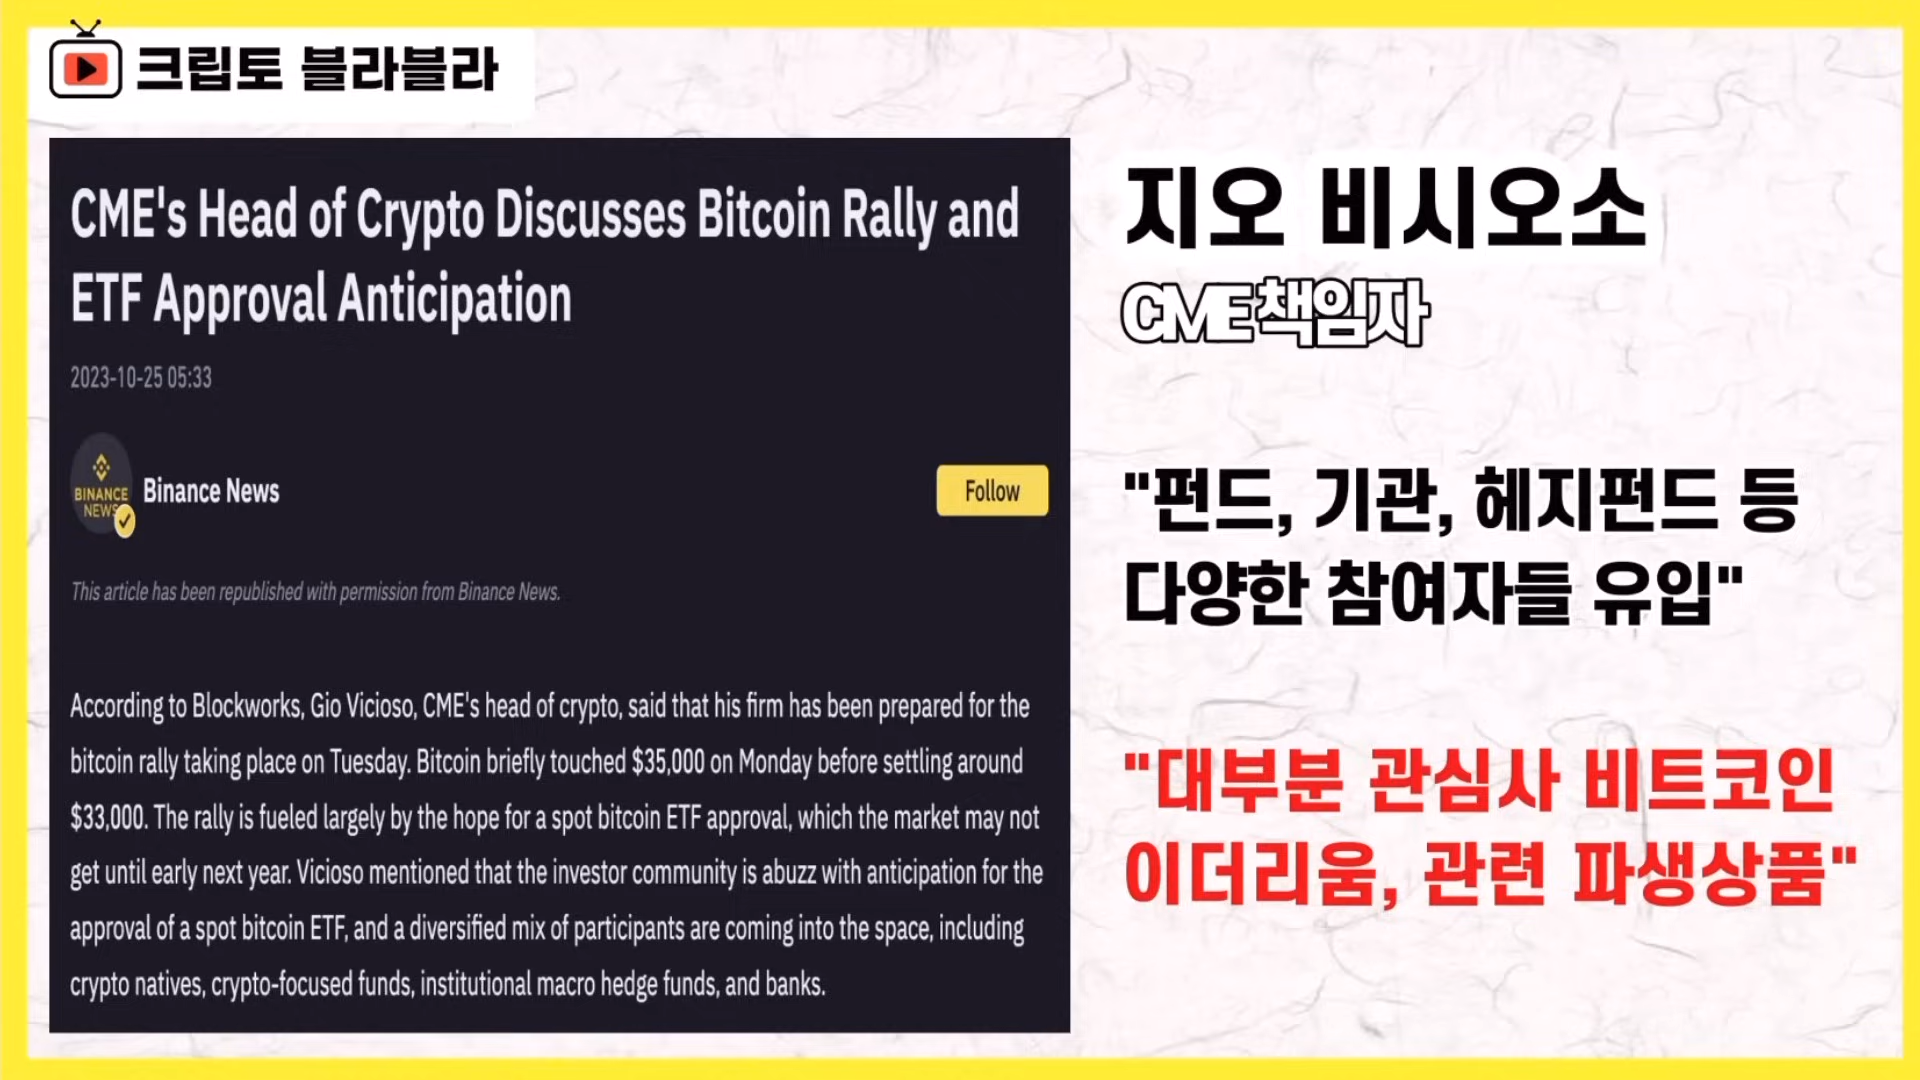 크립토 블라블라
CME's Head of Crypto Discusses Bitcoin Rally and
ETF Approval Anticipation
2023-10-25 05:33
BINANCE
NEWS
Binance News
Follow
This article has been republished with permission from Binance News.
According to Blockworks, Gio Vicioso, CME's head of crypto, said that his firm has been prepared for the
bitcoin rally taking place on Tuesday. Bitcoin briefly touched $35,000 on Monday before settling around
$33,000. The rally is fueled largely by the hope for a spot bitcoin ETF approval, which the market may not
get until early next year. Vicioso mentioned that the investor community is abuzz with anticipation for the
approval of a spot bitcoin ETF, and a diversified mix of participants are coming into the space, including
crypto natives, crypto-focused funds, institutional macro hedge funds, and banks.
지오 비시오소
CME책임자
"펀드, 기관, 헤지펀드 등
다양한 참여자들 유입"
"대부분 관심사 비트코인
이더리움, 관련 파생상품"